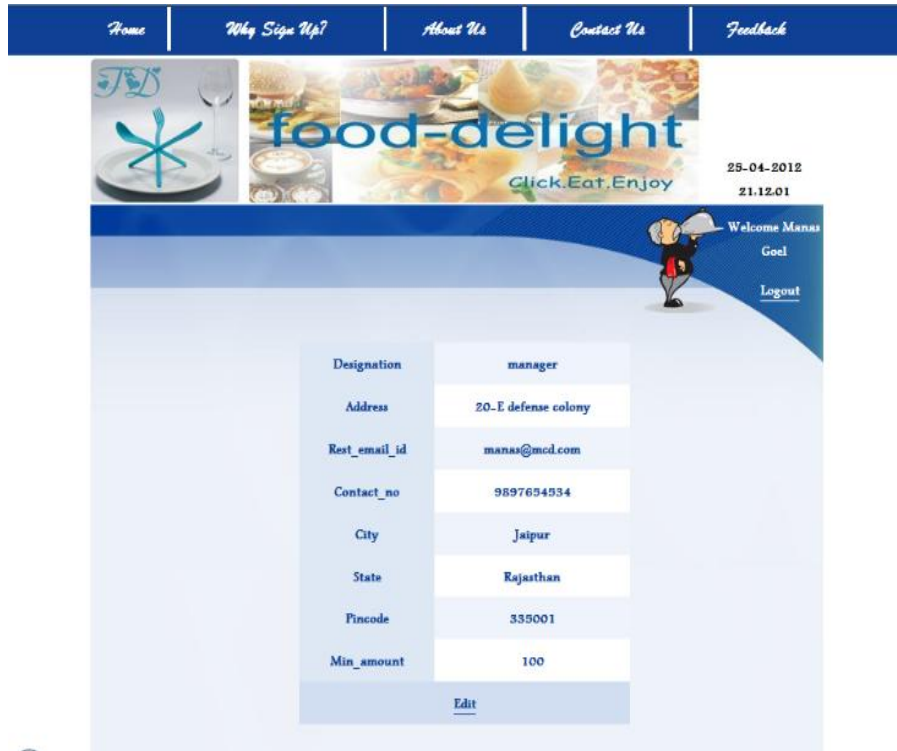 Home Why Sign Up? About Us Contact Us Feedback
FD
food-delight
Click.Eat.Enjoy
25-04-2012
21.12.01
Welcome Manas
Goel
Logout
Designation manager
Address 20-E defense colony
Rest_email_id manas@mcd.com
Contact_no 9897654534
City Jaipur
State Rajasthan
Pincode 335001
Min_amount 100
Edit